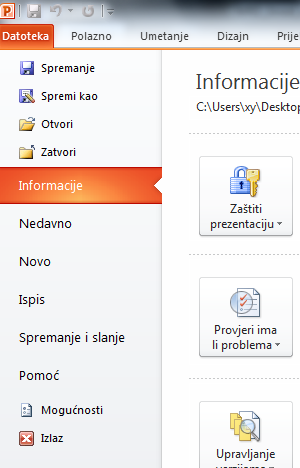 P
Datoteka Polazno Umetanje Dizajn Prije
Spremanje
Spremi kao
Otvori
Zatvori
Informacije
Nedavno
Novo
Ispis
Spremanje i slanje
Pomoć
Mogućnosti
Izlaz
Informacije
C:\Users\xy\Desktop
Zaštiti
prezentaciju
Provjeri ima
li problema
Upravljanje